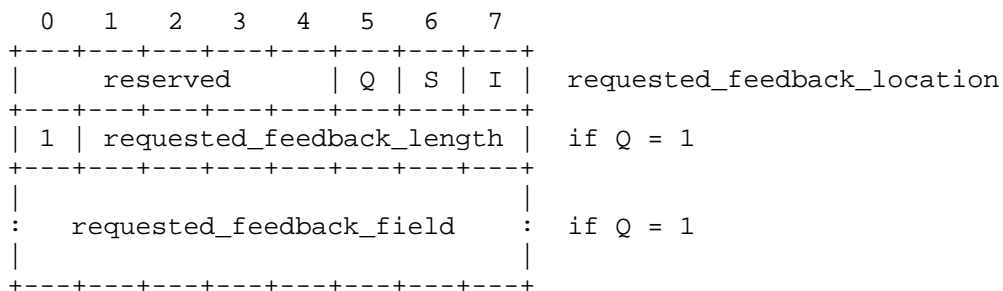 0   1   2   3   4   5   6   7
+---+---+---+---+---+---+---+---+
|      reserved     | Q | S | I |  requested_feedback_location
+---+---+---+---+---+---+---+---+
| 1 | requested_feedback_length |  if Q = 1
+---+---+---+---+---+---+---+---+
|                               |
:   requested_feedback_field    :  if Q = 1
|                               |
+---+---+---+---+---+---+---+---+